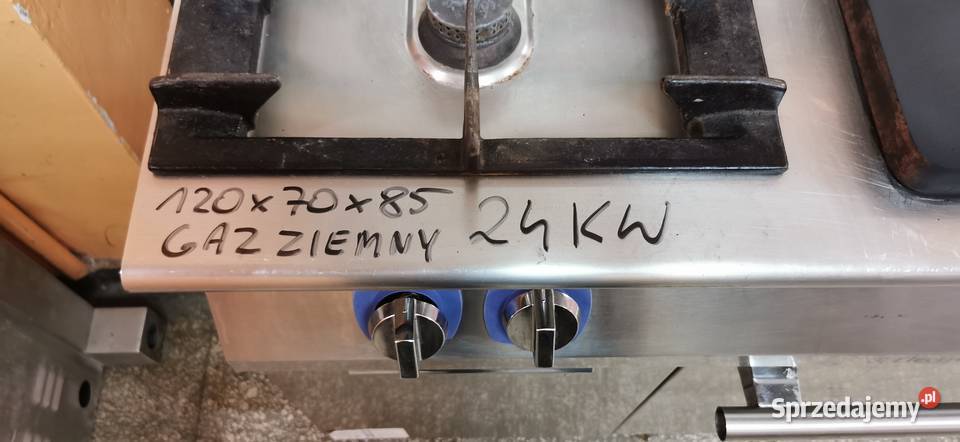 120x70x85
GAZ ZIEMNY 24KW
Sprzedajemy.pl